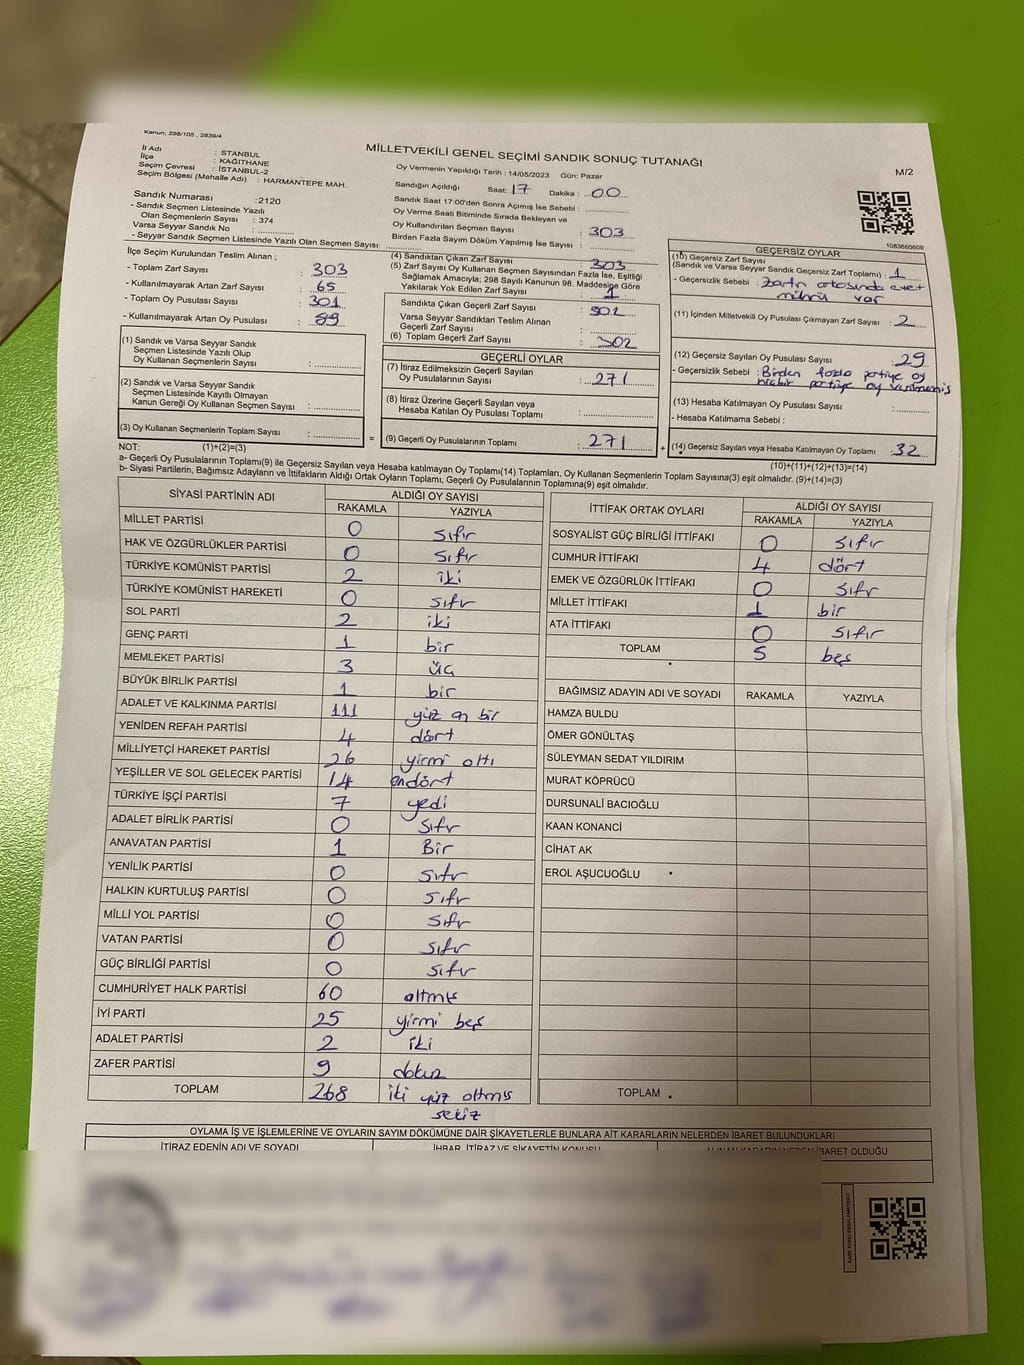 Kanun: 298/105 , 2839/4
MİLLETVEKİLİ GENEL SEÇİMİ SANDIK SONUÇ TUTANAĞI
M/2
İl Adı : STANBUL
İlçe : KAĞITHANE
Seçim Çevresi : İSTANBUL-2
Seçim Bölgesi (Mahalle Adı) : HARMANTEPE MAH.
Oy Vermenin Yapıldığı Tarih : 14/05/2023 Gün: Pazar
Sandığın Açıldığı Saat: 17 Dakika : 00
Sandık Saat 17:00'den Sonra Açımış İse Sebebi :
Oy Verme Saati Bitiminde Sırada Bekleyen ve
Oy Kullandırılan Seçmen Sayısı : 303
Birden Fazla Sayım Döküm Yapılmış İse Sayısı :
Sandık Numarası : 2120
- Sandık Seçmen Listesinde Yazılı
Olan Seçmenlerin Sayısı : 374
Varsa Seyyar Sandık No :
- Seyyar Sandık Seçmen Listesinde Yazılı Olan Seçmen Sayısı:
1083660609
İlçe Seçim Kurulundan Teslim Alınan ;
- Toplam Zarf Sayısı : 303
- Kullanılmayarak Artan Zarf Sayısı : 65
- Toplam Oy Pusulası Sayısı : 301
- Kullanılmayarak Artan Oy Pusulası : 89
(4) Sandıktan Çıkan Zarf Sayısı : 303
(5) Zarf Sayısı Oy Kullanan Seçmen Sayısından Fazla İse, Eşitliği
Sağlamak Amacıyla; 298 Sayılı Kanunun 98. Maddesine Göre
Yakılarak Yok Edilen Zarf Sayısı : 1
Sandıkta Çıkan Geçerli Zarf Sayısı : 302
Varsa Seyyar Sandıktan Teslim Alınan
Geçerli Zarf Sayısı :
(6) Toplam Geçerli Zarf Sayısı : 302
GEÇERSİZ OYLAR
(10) Geçersiz Zarf Sayısı
(Sandık ve Varsa Seyyar Sandık Geçersiz Zarf Toplamı) : 1
- Geçersizlik Sebebi : Zarfın ortasında evet
mührü var
(11) İçinden Milletvekili Oy Pusulası Çıkmayan Zarf Sayısı : 2
(12) Geçersiz Sayılan Oy Pusulası Sayısı : 29
- Geçersizlik Sebebi : Birden fazla partiye oy
hiçbir partiye oy verilmemiş
(13) Hesaba Katılmayan Oy Pusulası Sayısı :
- Hesaba Katılmama Sebebi :
(14) Geçersiz Sayılan veya Hesaba Katılmayan Oy Toplamı : 32
(10)+(11)+(12)+(13)=(14)
(1) Sandık ve Varsa Seyyar Sandık
Seçmen Listesinde Yazılı Olup
Oy Kullanan Seçmenlerin Sayısı :
(2) Sandık ve Varsa Seyyar Sandık
Seçmen Listesinde Kayıtlı Olmayan
Kanun Gereği Oy Kullanan Seçmen Sayısı :
(3) Oy Kullanan Seçmenlerin Toplam Sayısı :
(1)+(2)=(3)
GEÇERLİ OYLAR
(7) İtiraz Edilmeksizin Geçerli Sayılan
Oy Pusulalarının Sayısı : 271
(8) İtiraz Üzerine Geçerli Sayılan veya
Hesaba Katılan Oy Pusulası Toplamı :
= (9) Geçerli Oy Pusulalarının Toplamı : 271 +
NOT:
a- Geçerli Oy Pusulalarının Toplamı(9) ile Geçersiz Sayılan veya Hesaba katılmayan Oy Toplamı(14) Toplamları, Oy Kullanan Seçmenlerin Toplam Sayısına(3) eşit olmalıdır. (9)+(14)=(3)
b- Siyasi Partilerin, Bağımsız Adayların ve İttifakların Aldığı Ortak Oyların Toplamı, Geçerli Oy Pusulalarının Toplamına(9) eşit olmalıdır.
SİYASİ PARTİNİN ADI ALDIĞI OY SAYISI
RAKAMLA YAZIYLA
MİLLET PARTİSİ 0 sıfır
HAK VE ÖZGÜRLÜKLER PARTİSİ 0 sıfır
TÜRKİYE KOMÜNİST PARTİSİ 2 iki
TÜRKİYE KOMÜNİST HAREKETİ 0 sıfır
SOL PARTİ 2 iki
GENÇ PARTİ 1 bir
MEMLEKET PARTİSİ 3 üç
BÜYÜK BİRLİK PARTİSİ 1 bir
ADALET VE KALKINMA PARTİSİ 111 yüz on bir
YENİDEN REFAH PARTİSİ 4 dört
MİLLİYETÇİ HAREKET PARTİSİ 26 yirmi altı
YEŞİLLER VE SOL GELECEK PARTİSİ 14 ondört
TÜRKİYE İŞÇİ PARTİSİ 7 yedi
ADALET BİRLİK PARTİSİ 0 sıfır
ANAVATAN PARTİSİ 1 Bir
YENİLİK PARTİSİ 0 sıfır
HALKIN KURTULUŞ PARTİSİ 0 sıfır
MİLLİ YOL PARTİSİ 0 sıfır
VATAN PARTİSİ 0 sıfır
GÜÇ BİRLİĞİ PARTİSİ 0 sıfır
CUMHURİYET HALK PARTİSİ 60 altmış
İYİ PARTİ 25 yirmi beş
ADALET PARTİSİ 2 iki
ZAFER PARTİSİ 9 dokuz
TOPLAM 268 iki yüz altmış
sekiz
İTTİFAK ORTAK OYLARI ALDIĞI OY SAYISI
RAKAMLA YAZIYLA
SOSYALİST GÜÇ BİRLİĞİ İTTİFAKI 0 sıfır
CUMHUR İTTİFAKI 4 dört
EMEK VE ÖZGÜRLÜK İTTİFAKI 0 sıfır
MİLLET İTTİFAKI 1 bir
ATA İTTİFAKI 0 sıfır
TOPLAM 5 beş
BAĞIMSIZ ADAYIN ADI VE SOYADI RAKAMLA YAZIYLA
HAMZA BULDU
ÖMER GÖNÜLTAŞ
SÜLEYMAN SEDAT YILDIRIM
MURAT KÖPRÜCÜ
DURSUNALİ BACIOĞLU
KAAN KONANCİ
CİHAT AK
EROL AŞUCUOĞLU
TOPLAM
OYLAMA İŞ VE İŞLEMLERİNE VE OYLARIN SAYIM DÖKÜMÜNE DAİR ŞİKAYETLERLE BUNLARA AİT KARARLARIN NELERDEN İBARET BULUNDUKLARI
İTİRAZ EDENİN ADI VE SOYADI İHBAR, İTİRAZ VE ŞİKAYETİN KONUSU ALINAN KARARIN NEDEN İBARET OLDUĞU